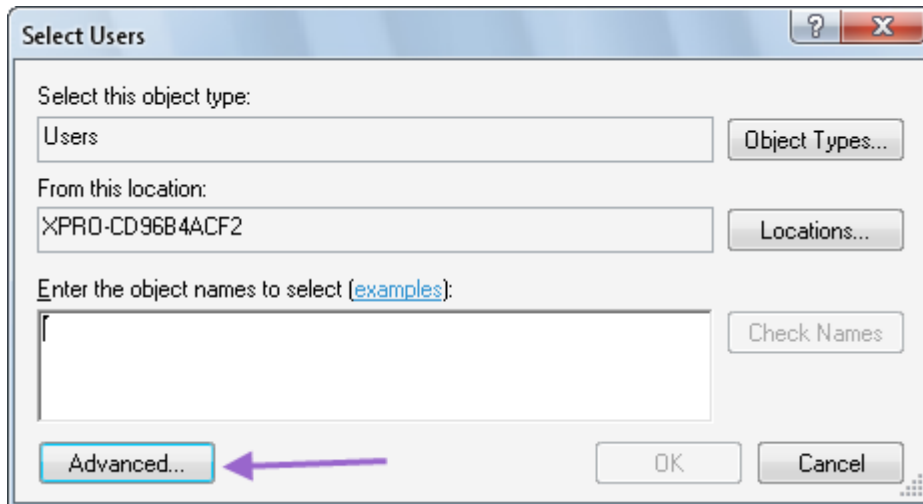 Select Users
Select this object type:
Users
Object Types...
From this location:
XPRO-CD96B4ACF2
Locations...
Enter the object names to select (examples):
Check Names
Advanced...
OK
Cancel